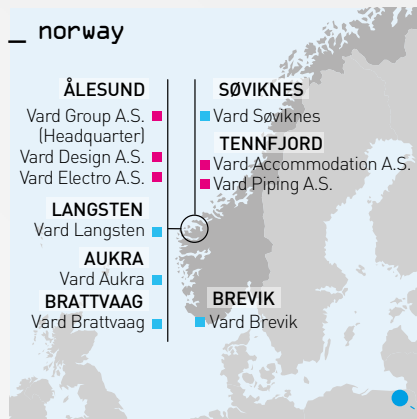 _ norway
ÅLESUND
Vard Group A.S.
(Headquarter)
Vard Design A.S.
Vard Electro A.S.
LANGSTEN
Vard Langsten
AUKRA
Vard Aukra
BRATTVAAG
Vard Brattvaag
SØVIKNES
Vard Søviknes
TENNFJORD
Vard Accommodation A.S.
Vard Piping A.S.
BREVIK
Vard Brevik